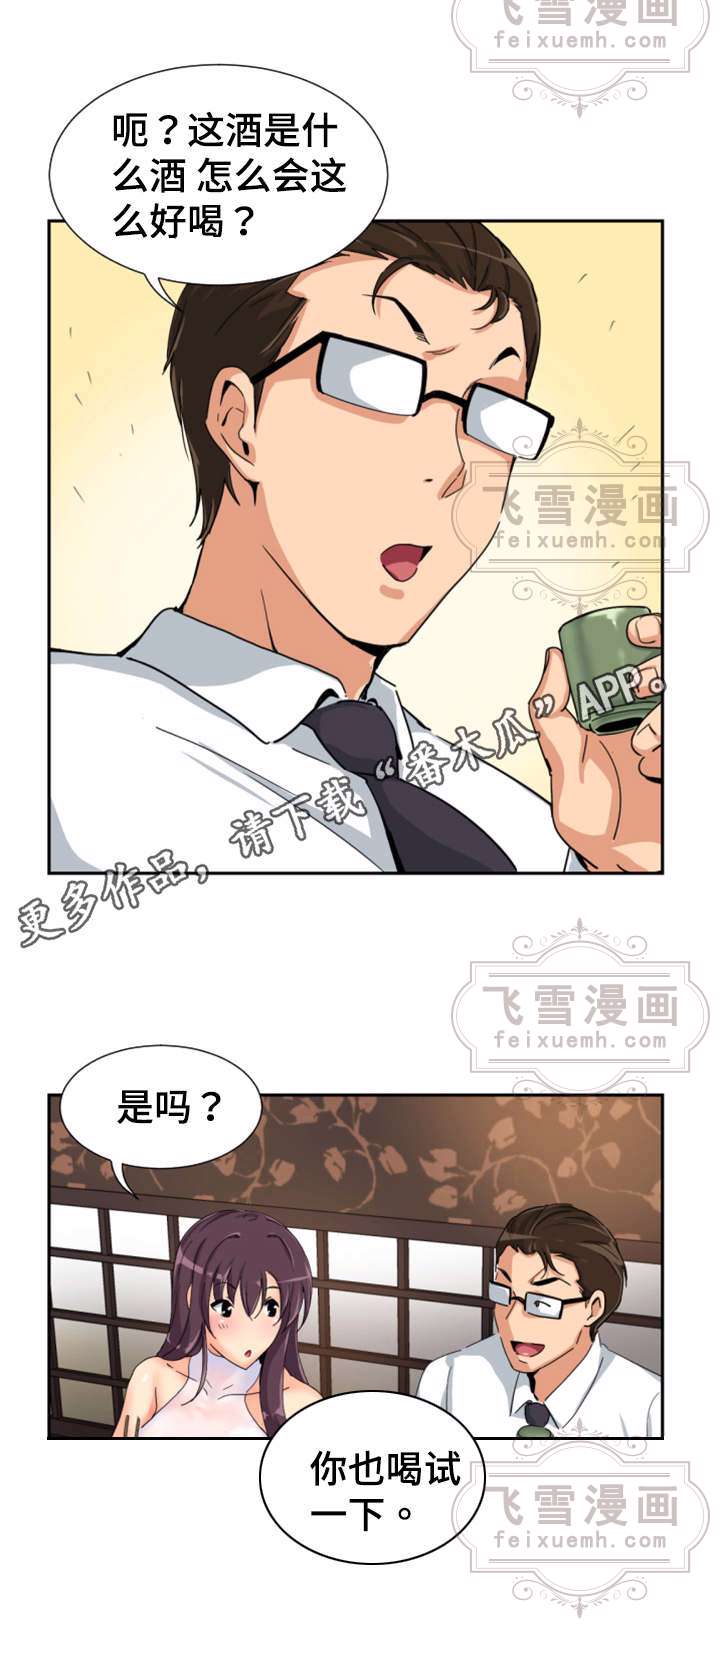 飞雪漫画
feixuemh.com
呃？这酒是什
么酒 怎么会这
么好喝？
飞雪漫画
feixuemh.com
更多作品，请下载“番木瓜”APP。
飞雪漫画
feixuemh.com
是吗？
你也喝试
一下。
飞雪漫画
feixuemh.com